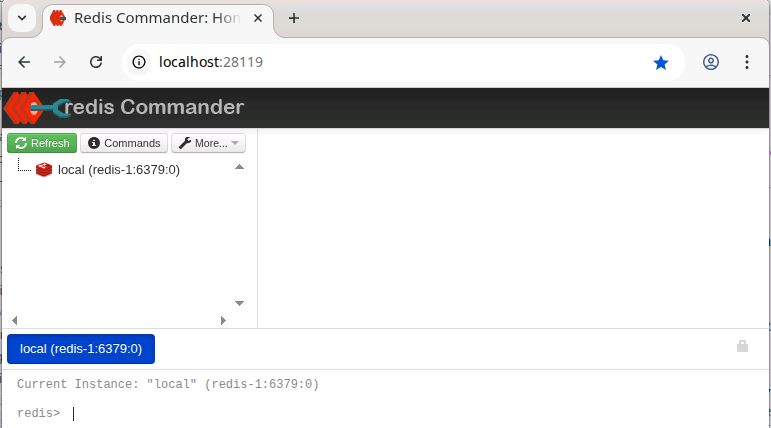 Redis Commander: Hon
localhost:28119
redis Commander
Refresh Commands More...
local (redis-1:6379:0)
local (redis-1:6379:0)
Current Instance: "local" (redis-1:6379:0)
redis>